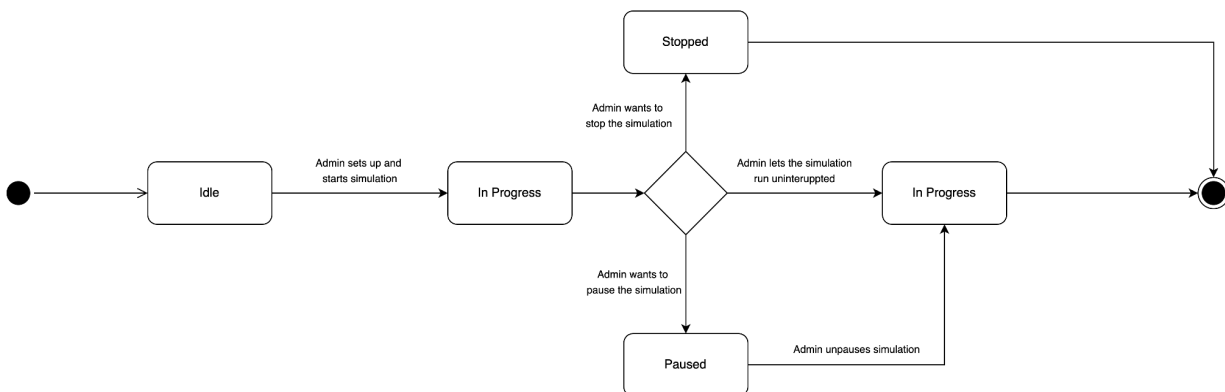 Stopped
Admin wants to
stop the simulation
Admin sets up and
starts simulation
Admin lets the simulation
run uninteruppted
Idle
In Progress
In Progress
Admin wants to
pause the simulation
Admin unpauses simulation
Paused